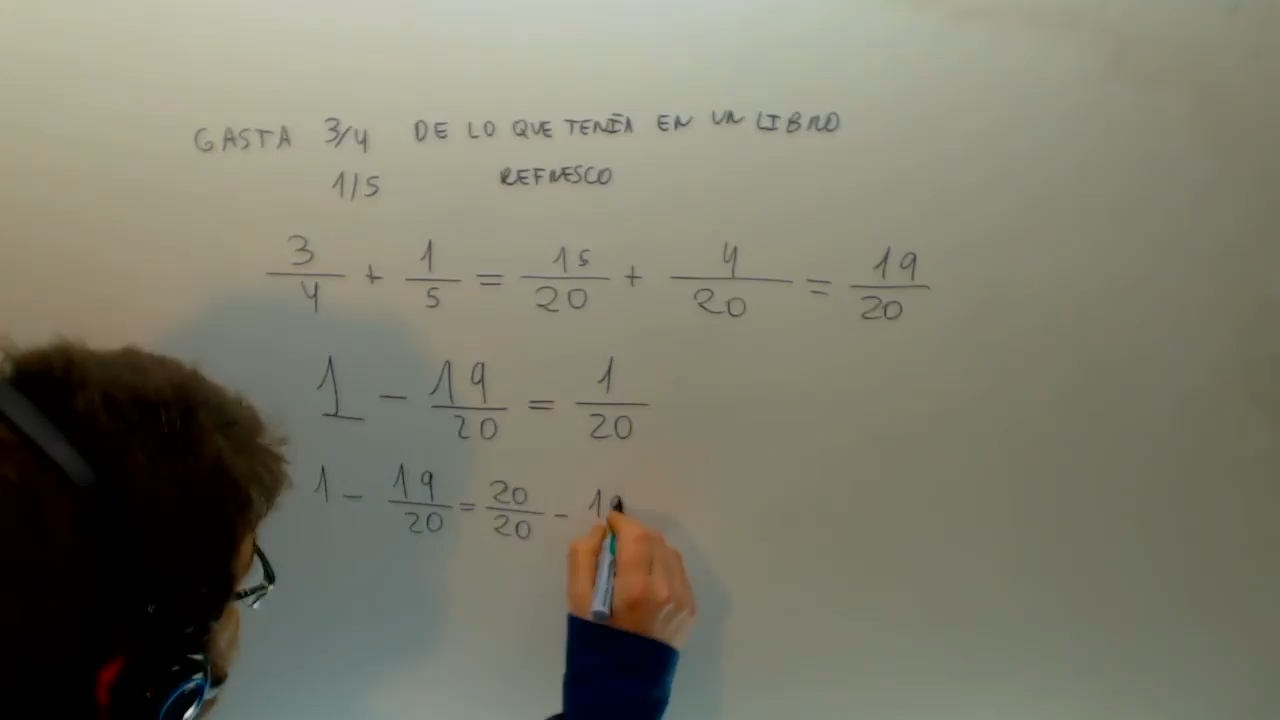 GASTA 3/4 DE LO QUE TENÍA EN UN LIBRO
1/5 REFRESCO
3/4 + 1/5 = 15/20 + 4/20 = 19/20
1 - 19/20 = 1/20
1 - 19/20 = 20/20 - 19